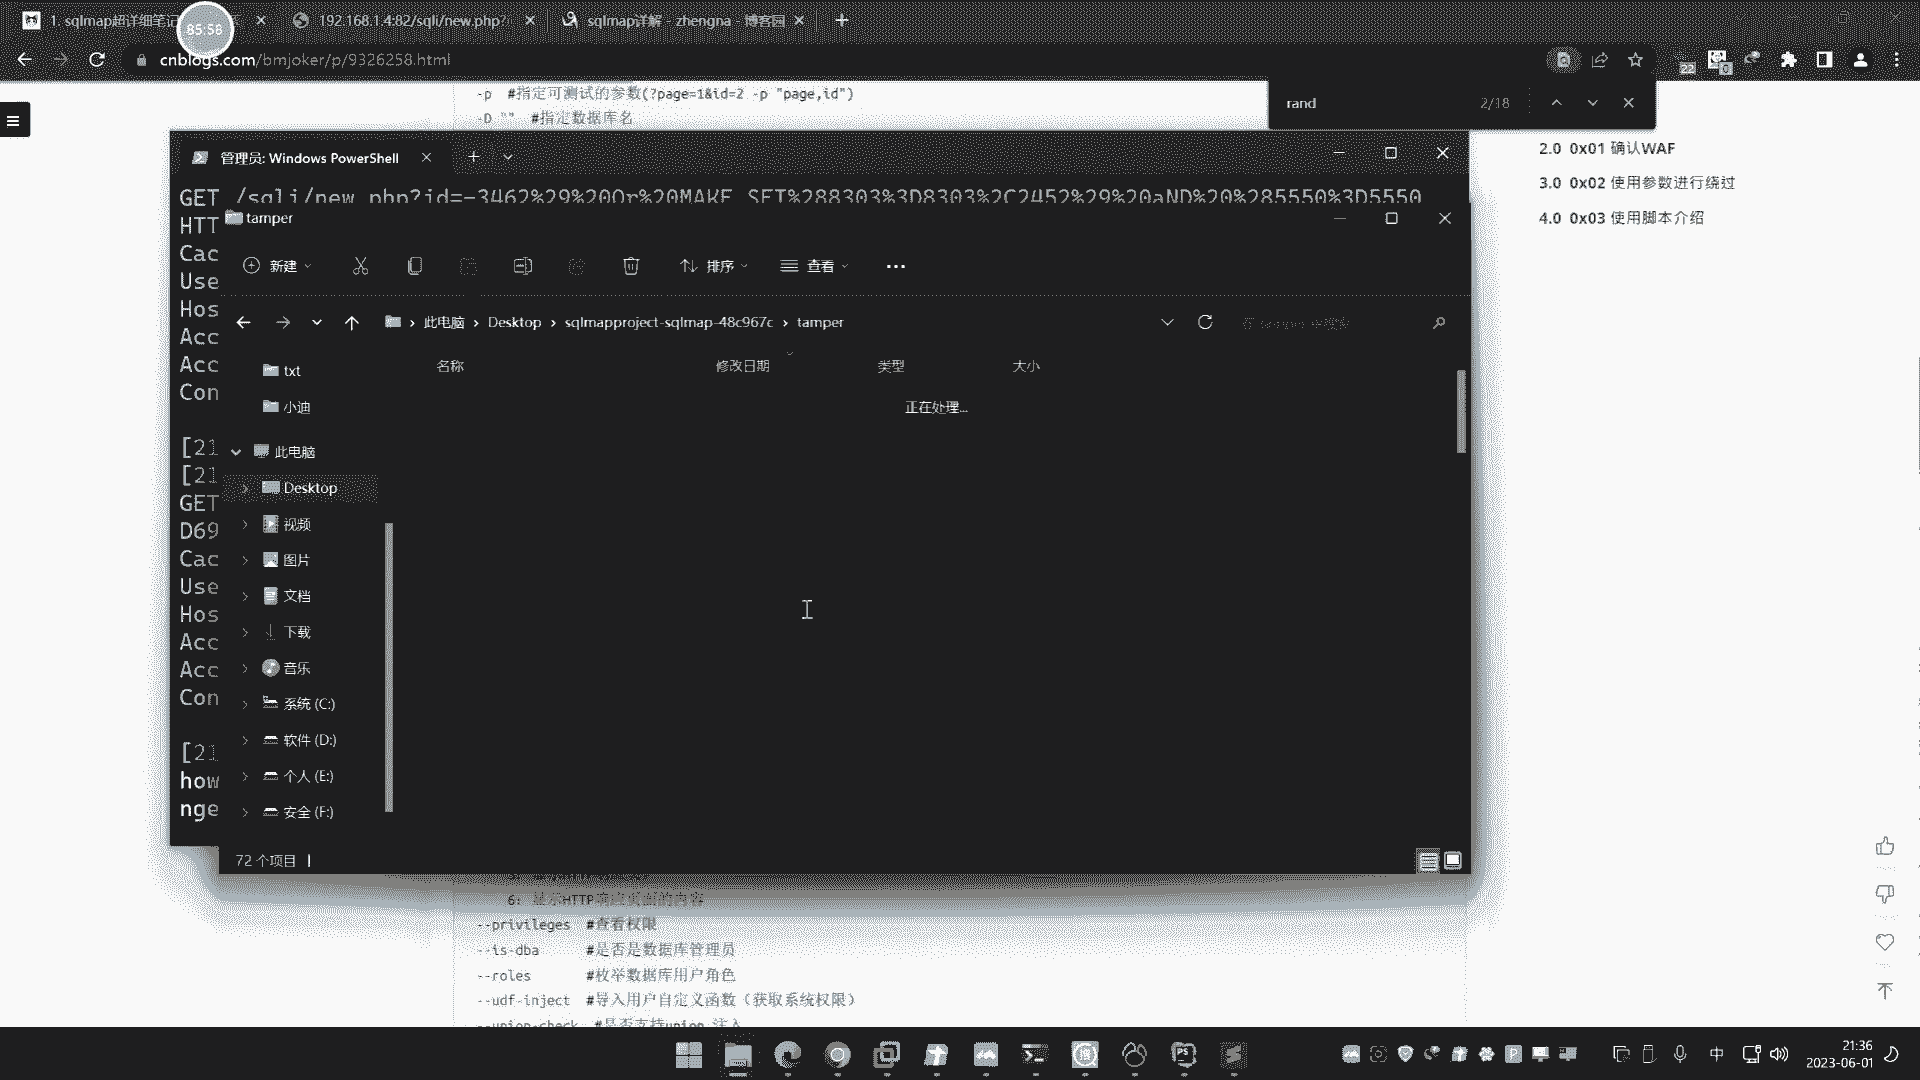 1. sqlmap超详细笔记
85:58
192.168.1.4:82/sqli/new.php?
sqlmap详解 - zhengna - 博客园
cnblogs.com/bmjoker/p/9326258.html
22
0
-p #指定可测试的参数(?page=1&id=2 -p "page,id")
-D "" #指定数据库名
rand
2/18
2.0 0x01 确认WAF
3.0 0x02 使用参数进行绕过
4.0 0x03 使用脚本介绍
管理员: Windows PowerShell
GET /sqli/new.php?id=-3462%29%20Or%20MAKE_SET%288303%3D8303%2C2452%29%20aND%20%285550%3D5550
HTT
Cac
Use
Hos
Acc
Acc
Con
[21
[21
GET
D69
Cac
Use
Hos
Acc
Acc
Con
[21
how
nge
tamper
新建
排序
查看
此电脑
Desktop
sqlmapproject-sqlmap-48c967c
tamper
名称
修改日期
类型
大小
正在处理...
txt
小迪
此电脑
Desktop
视频
图片
文档
下载
音乐
系统 (C:)
软件 (D:)
个人 (E:)
安全 (F:)
72 个项目
6: 显示HTTP响应页面的内容
--privileges #查看权限
--is-dba #是否是数据库管理员
--roles #枚举数据库用户角色
--udf-inject #导入用户自定义函数（获取系统权限）
--union-check #是否支持union 注入
中
21:36
2023-06-01